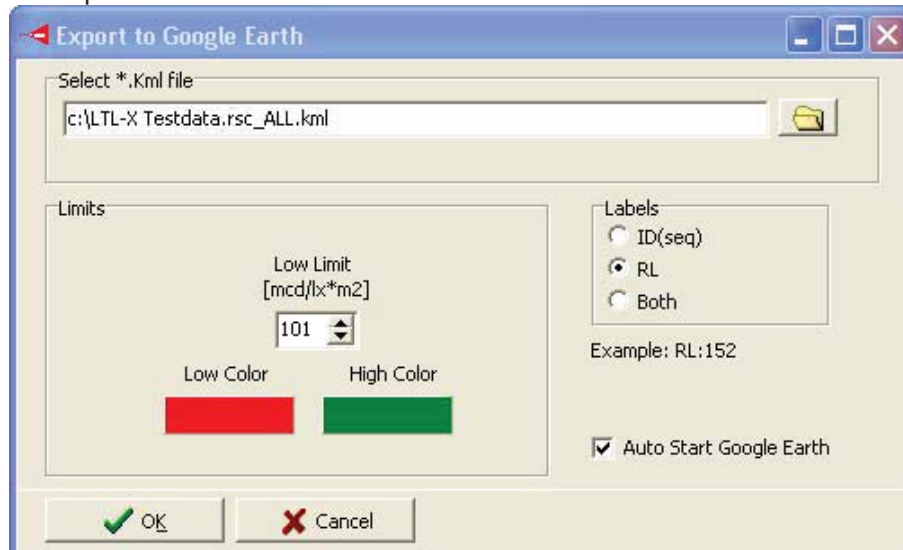 Export to Google Earth
Select *.Kml file
c:\LTL-X Testdata.rsc_ALL.kml
Limits
Low Limit
[mcd/lx*m2]
101
Low Color High Color
Labels
ID(seq)
RL
Both
Example: RL:152
Auto Start Google Earth
OK Cancel